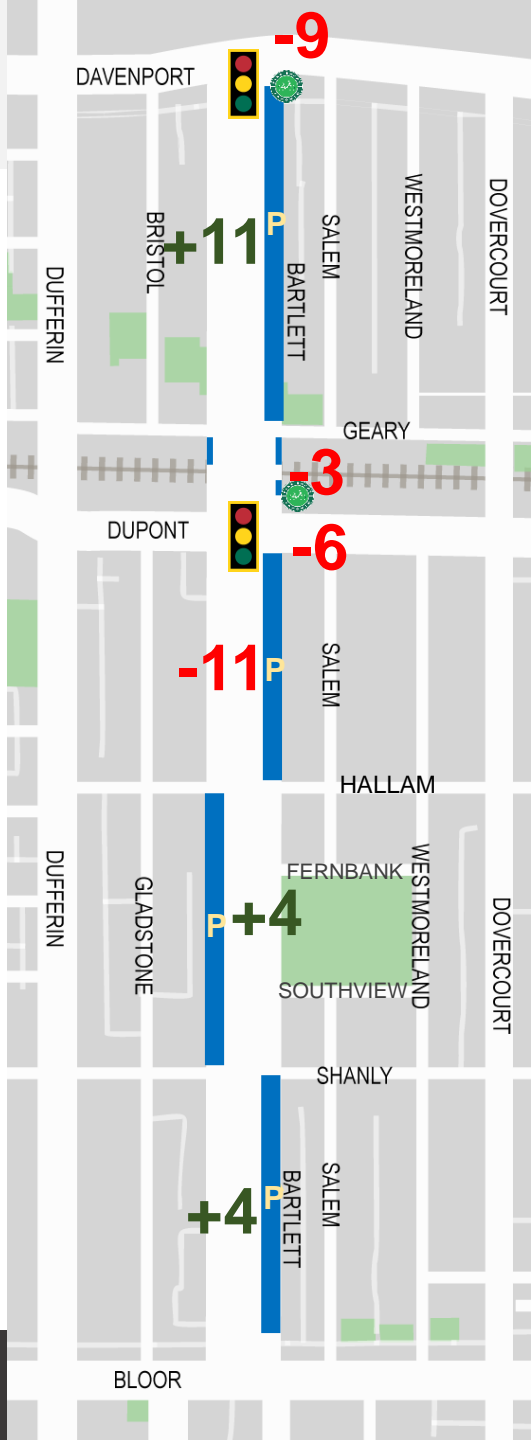 -9
DAVENPORT
P
+11
BRISTOL
SALEM
WESTMORELAND
DOVERCOURT
DUFFERIN
BARTLETT
GEARY
-3
DUPONT
-6
-11
P
SALEM
HALLAM
DUFFERIN
GLADSTONE
FERNBANK
WESTMORELAND
P
+4
DOVERCOURT
SOUTHVIEW
SHANLY
+4
P
BARTLETT
SALEM
BLOOR